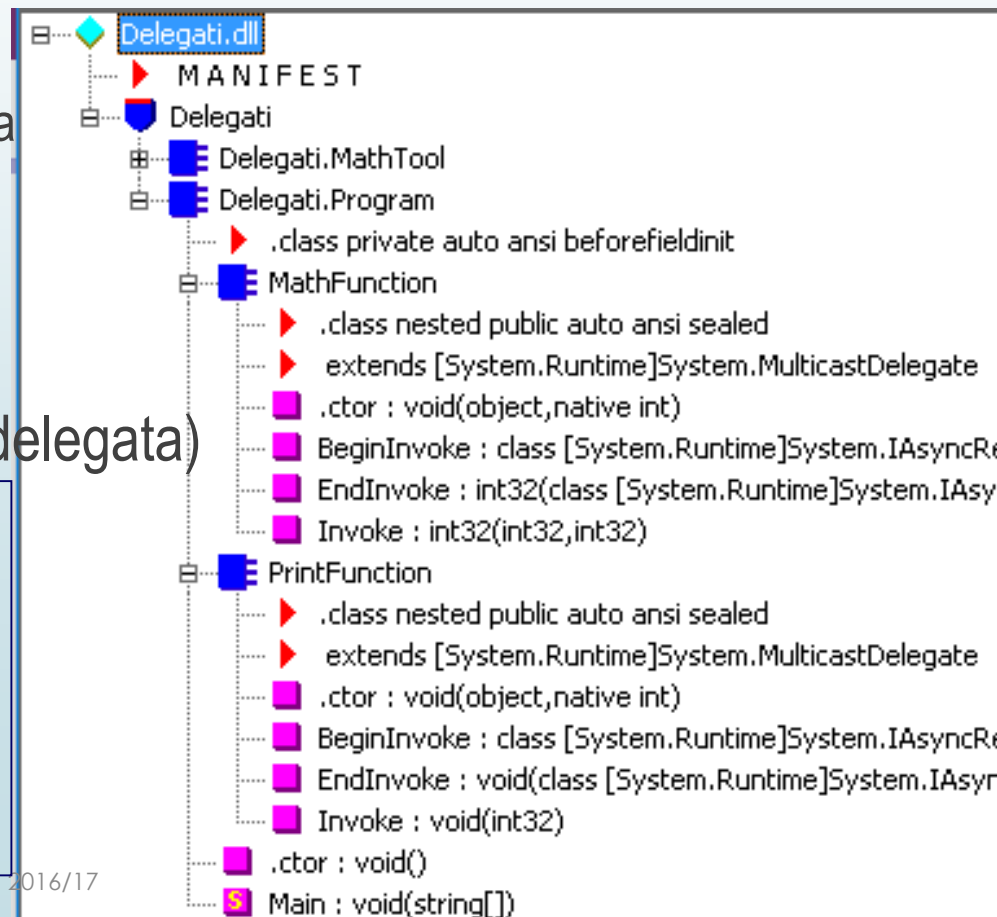 Delegati.dll
M A N I F E S T
a
Delegati
Delegati.MathTool
Delegati.Program
.class private auto ansi beforefieldinit
MathFunction
.class nested public auto ansi sealed
extends [System.Runtime]System.MulticastDelegate
.ctor : void(object,native int)
delegata)
BeginInvoke : class [System.Runtime]System.IAsyncRe
EndInvoke : int32(class [System.Runtime]System.IAsy
Invoke : int32(int32,int32)
PrintFunction
.class nested public auto ansi sealed
extends [System.Runtime]System.MulticastDelegate
.ctor : void(object,native int)
BeginInvoke : class [System.Runtime]System.IAsyncRe
EndInvoke : void(class [System.Runtime]System.IAsyn
Invoke : void(int32)
.ctor : void()
2016/17
S Main : void(string[])